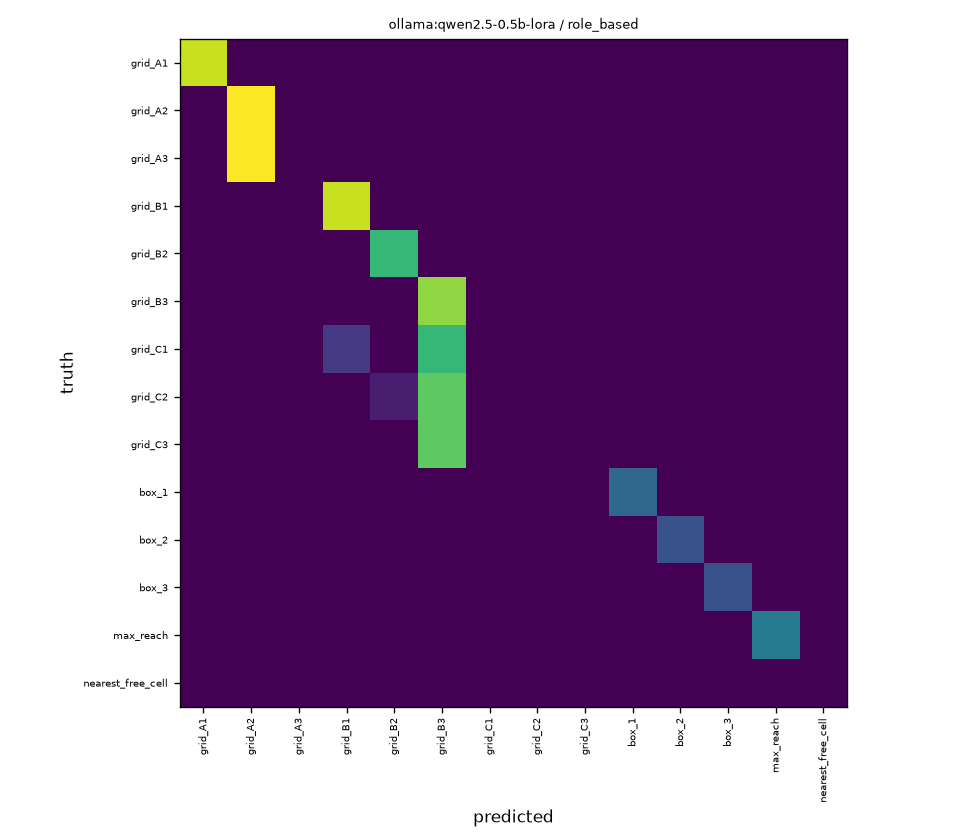 ollama:qwen2.5-0.5b-lora / role_based
grid_A1
grid_A2
grid_A3
grid_B1
grid_B2
grid_B3
grid_C1
grid_C2
grid_C3
box_1
box_2
box_3
max_reach
nearest_free_cell
truth
grid_A1
grid_A2
grid_A3
grid_B1
grid_B2
grid_B3
grid_C1
grid_C2
grid_C3
box_1
box_2
box_3
max_reach
nearest_free_cell
predicted